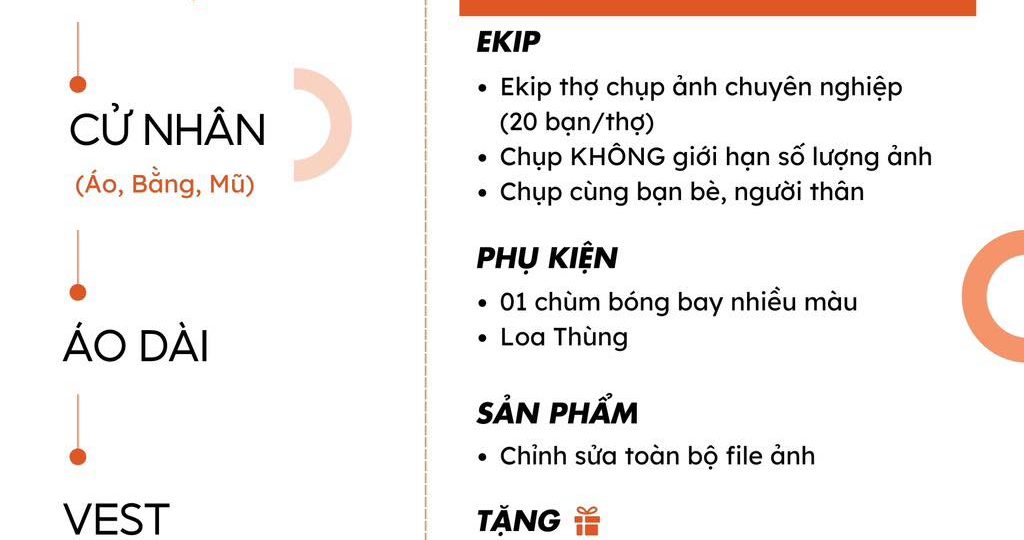 CỬ NHÂN
(Áo, Bằng, Mũ)
ÁO DÀI
VEST
EKIP
• Ekip thợ chụp ảnh chuyên nghiệp
(20 bạn/thợ)
• Chụp KHÔNG giới hạn số lượng ảnh
• Chụp cùng bạn bè, người thân
PHỤ KIỆN
• 01 chùm bóng bay nhiều màu
• Loa Thùng
SẢN PHẨM
• Chỉnh sửa toàn bộ file ảnh
TẶNG